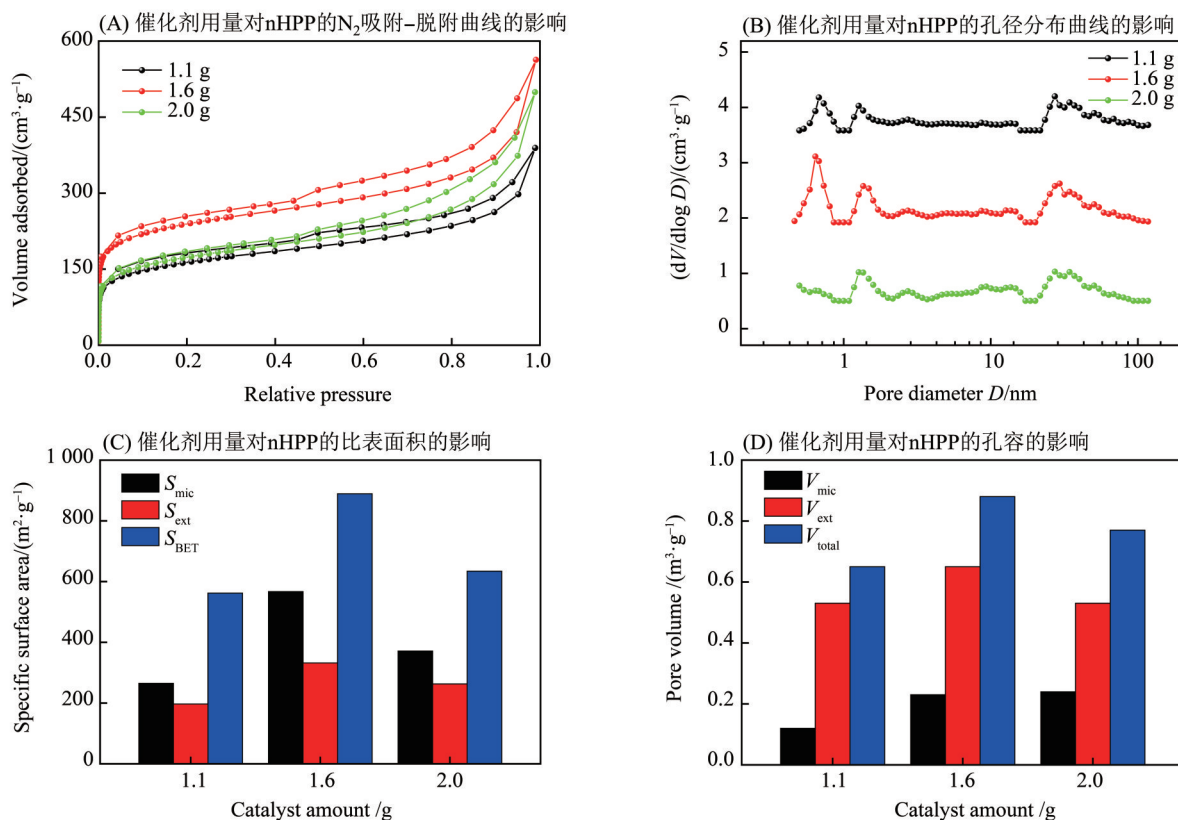 (A) 催化剂用量对nHPP的N₂吸附−脱附曲线的影响
600
450
300
150
0
Volume adsorbed/(cm³·g⁻¹)
1.1 g
1.6 g
2.0 g
0.0 0.2 0.4 0.6 0.8 1.0
Relative pressure
(B) 催化剂用量对nHPP的孔径分布曲线的影响
5
4
3
2
1
0
(dV/dlog D)/(cm³·g⁻¹)
1.1 g
1.6 g
2.0 g
1 10 100
Pore diameter D/nm
(C) 催化剂用量对nHPP的比表面积的影响
1 000
800
600
400
200
0
Specific surface area/(m²·g⁻¹)
S_mic
S_ext
S_BET
1.1 1.6 2.0
Catalyst amount /g
(D) 催化剂用量对nHPP的孔容的影响
1.0
0.8
0.6
0.4
0.2
0.0
Pore volume /(m³·g⁻¹)
V_mic
V_ext
V_total
1.1 1.6 2.0
Catalyst amount /g